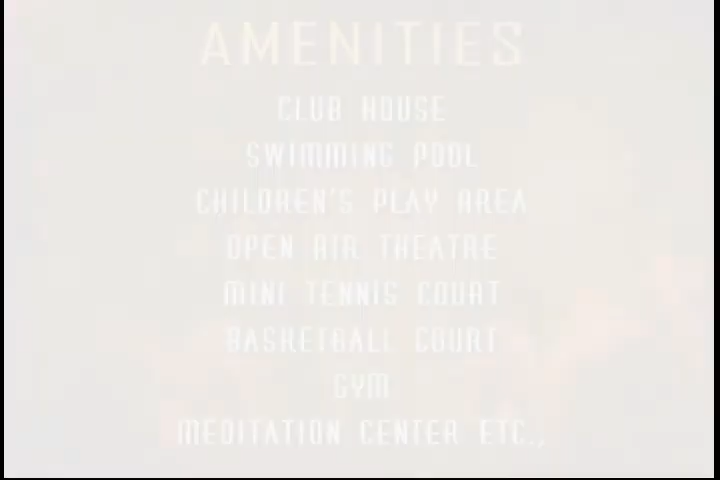 AMENITIES
CLUB HOUSE
SWIMMING POOL
CHILDREN'S PLAY AREA
OPEN AIR THEATRE
MINI TENNIS COURT
BASKETBALL COURT
GYM
MEDITATION CENTER ETC.,